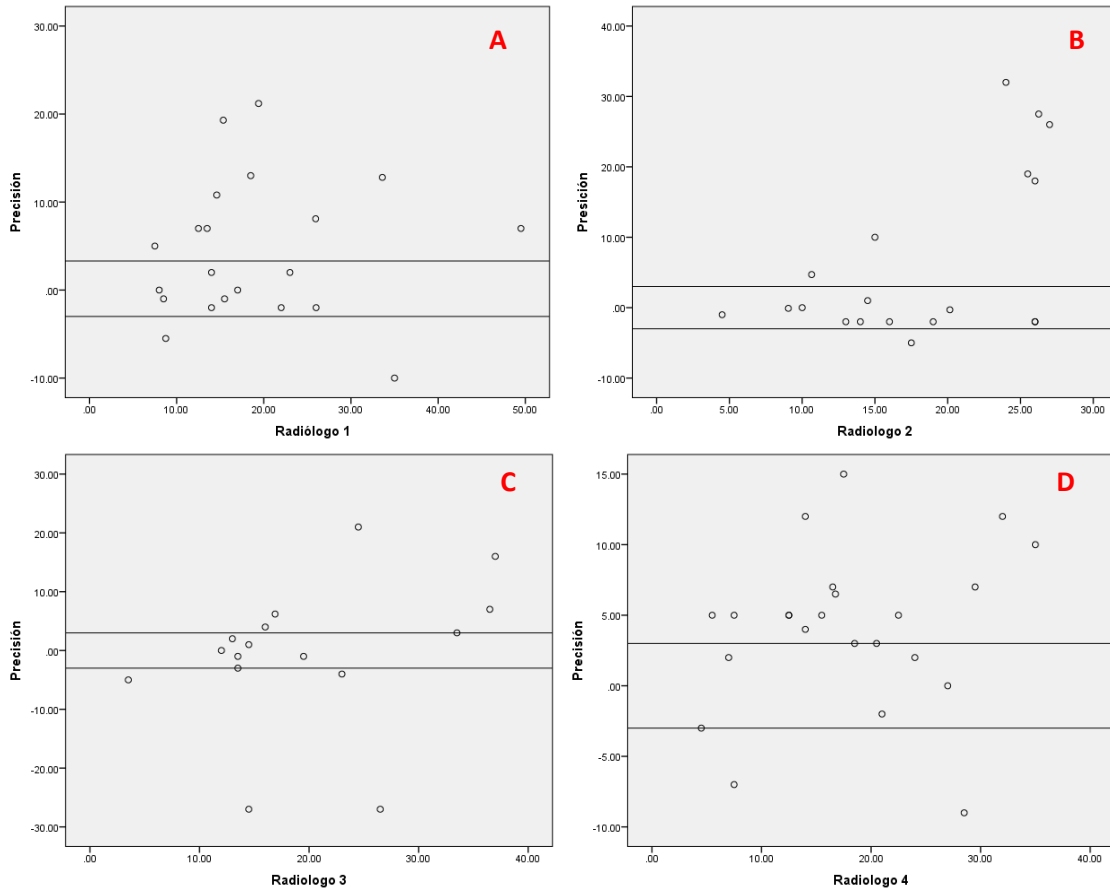 A
30.00
20.00
10.00
.00
-10.00
Precisión
.00 10.00 20.00 30.00 40.00 50.00
Radiólogo 1
B
40.00
30.00
20.00
10.00
.00
-10.00
Presición
.00 5.00 10.00 15.00 20.00 25.00 30.00
Radiologo 2
C
30.00
20.00
10.00
.00
-10.00
-20.00
-30.00
Precisión
.00 10.00 20.00 30.00 40.00
Radiologo 3
D
15.00
10.00
5.00
.00
-5.00
-10.00
Precisión
.00 10.00 20.00 30.00 40.00
Radiologo 4